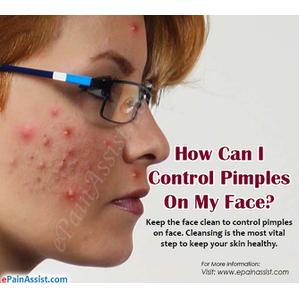 How Can I
Control Pimples
On My Face?
Keep the face clean to control pimples
on face. Cleansing is the most vital
step to keep your skin healthy.
For More Information:
Visit: www.epainassist.com
ePainAssist
ePainAssist.com